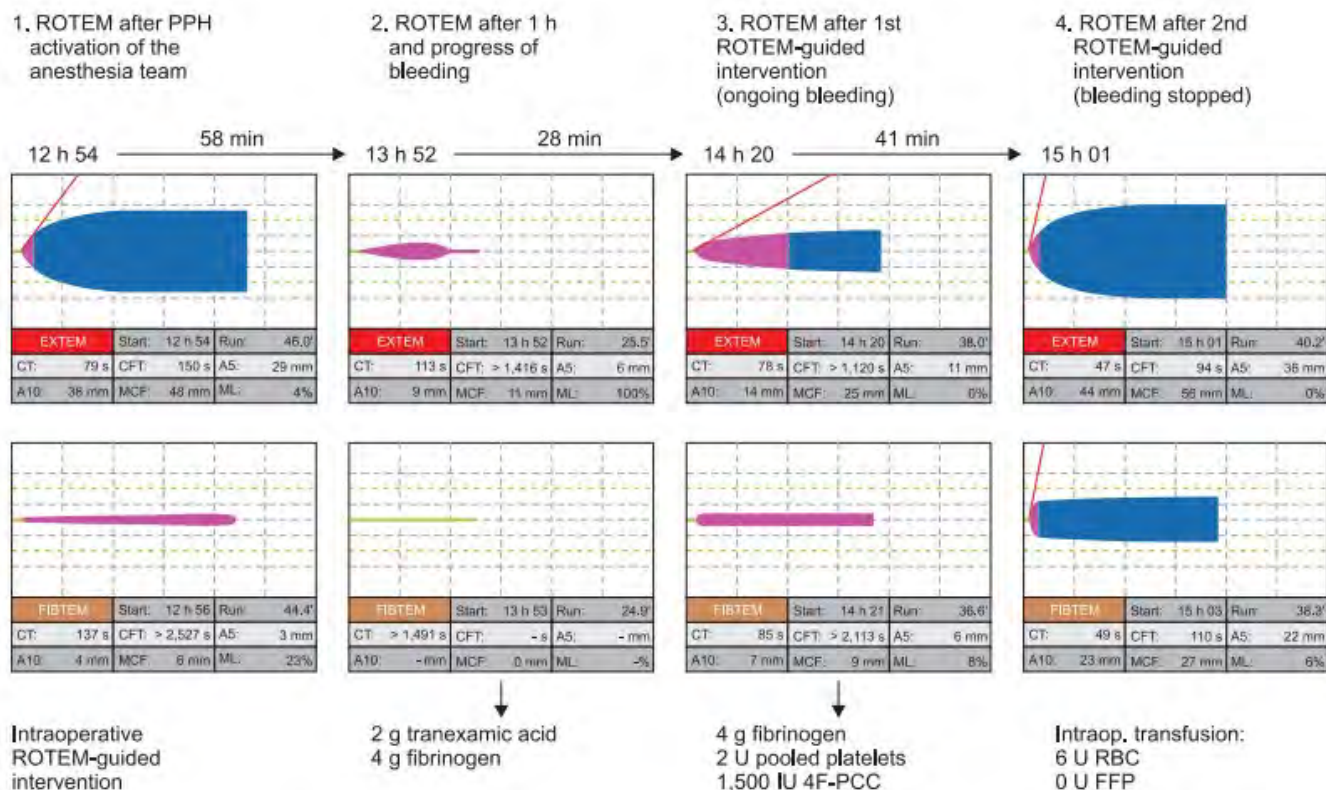 1. ROTEM after PPH
activation of the
anesthesia team
2. ROTEM after 1 h
and progress of
bleeding
3. ROTEM after 1st
ROTEM-guided
intervention
(ongoing bleeding)
4. ROTEM after 2nd
ROTEM-guided
intervention
(bleeding stopped)
12 h 54
58 min
13 h 52
28 min
14 h 20
41 min
15 h 01
EXTEM Start: 12 h 54 Run: 46.0'
CT: 79 s CFT: 150 s A5: 29 mm
A10: 38 mm MCF: 48 mm ML: 4%
EXTEM Start: 13 h 52 Run: 25.5'
CT: 113 s CFT: > 1,416 s A5: 6 mm
A10: 9 mm MCF: 11 mm ML: 100%
EXTEM Start: 14 h 20 Run: 38.0'
CT: 78 s CFT: > 1,120 s A5: 11 mm
A10: 14 mm MCF: 25 mm ML: 0%
EXTEM Start: 15 h 01 Run: 40.2'
CT: 47 s CFT: 94 s A5: 38 mm
A10: 44 mm MCF: 56 mm ML: 0%
FIBTEM Start: 12 h 56 Run: 44.4'
CT: 137 s CFT: > 2,527 s A5: 3 mm
A10: 4 mm MCF: 6 mm ML: 23%
FIBTEM Start: 13 h 53 Run: 24.9'
CT: > 1,491 s CFT: - s A5: - mm
A10: - mm MCF: 0 mm ML: -%
FIBTEM Start: 14 h 21 Run: 36.6'
CT: 85 s CFT: > 2,113 s A5: 6 mm
A10: 7 mm MCF: 9 mm ML: 8%
FIBTEM Start: 15 h 03 Run: 38.3'
CT: 49 s CFT: 110 s A5: 22 mm
A10: 23 mm MCF: 27 mm ML: 6%
Intraoperative
ROTEM-guided
intervention
2 g tranexamic acid
4 g fibrinogen
4 g fibrinogen
2 U pooled platelets
1,500 IU 4F-PCC
Intraop. transfusion:
6 U RBC
0 U FFP